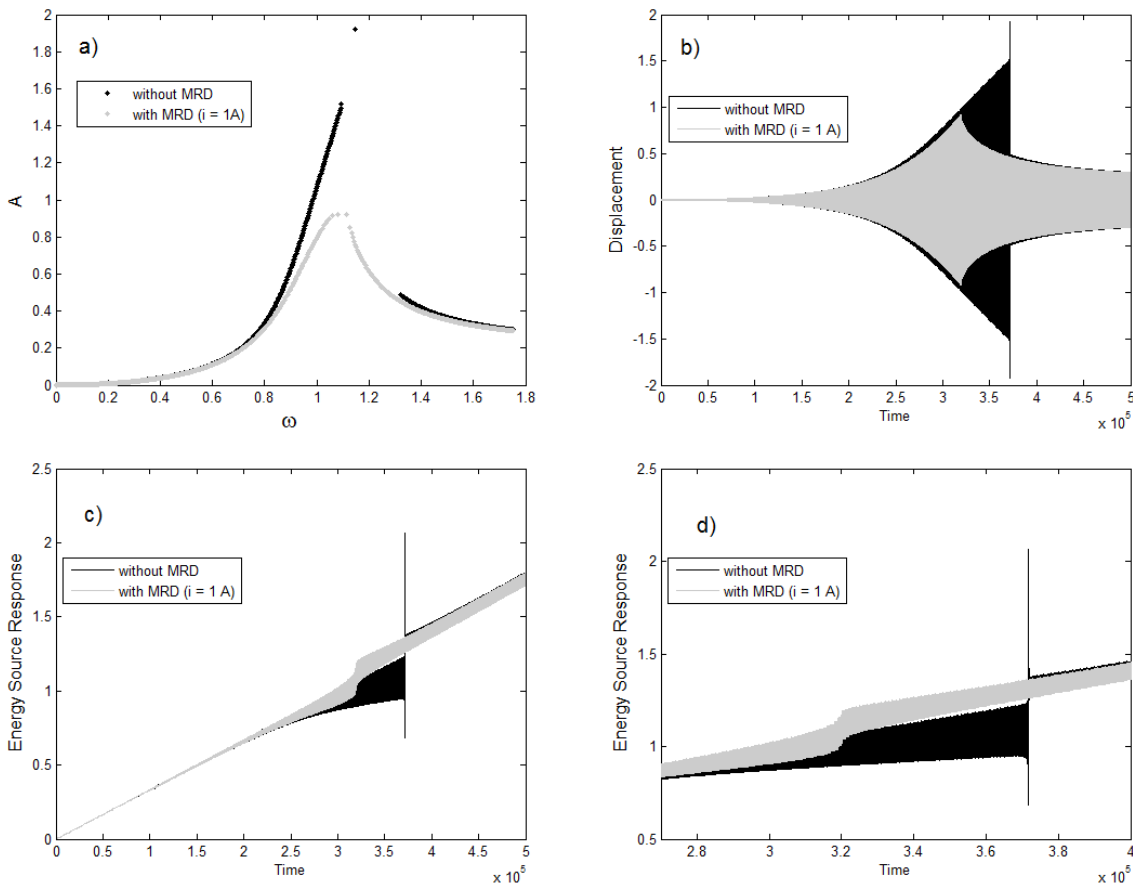 a)
2
1.8
1.6
1.4
1.2
1
0.8
0.6
0.4
0.2
0
A
without MRD
with MRD (i = 1A)
0 0.2 0.4 0.6 0.8 1 1.2 1.4 1.6 1.8
ω
b)
2
1.5
1
0.5
0
-0.5
-1
-1.5
-2
Displacement
without MRD
with MRD (i = 1 A)
0 0.5 1 1.5 2 2.5 3 3.5 4 4.5 5
Time
x 10^5
c)
2.5
2
1.5
1
0.5
0
Energy Source Response
without MRD
with MRD (i = 1 A)
0 0.5 1 1.5 2 2.5 3 3.5 4 4.5 5
Time
x 10^5
d)
2.5
2
1.5
1
0.5
Energy Source Response
without MRD
with MRD (i = 1 A)
2.8 3 3.2 3.4 3.6 3.8 4
Time
x 10^5